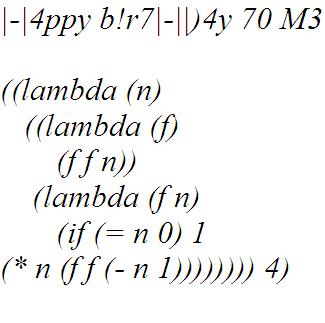 |-|4ppy b!r7|-||)4y 70 M3
((lambda (n)
((lambda (f)
(f f n))
(lambda (f n)
(if (= n 0) 1
(* n (f f (- n 1)))))))) 4)